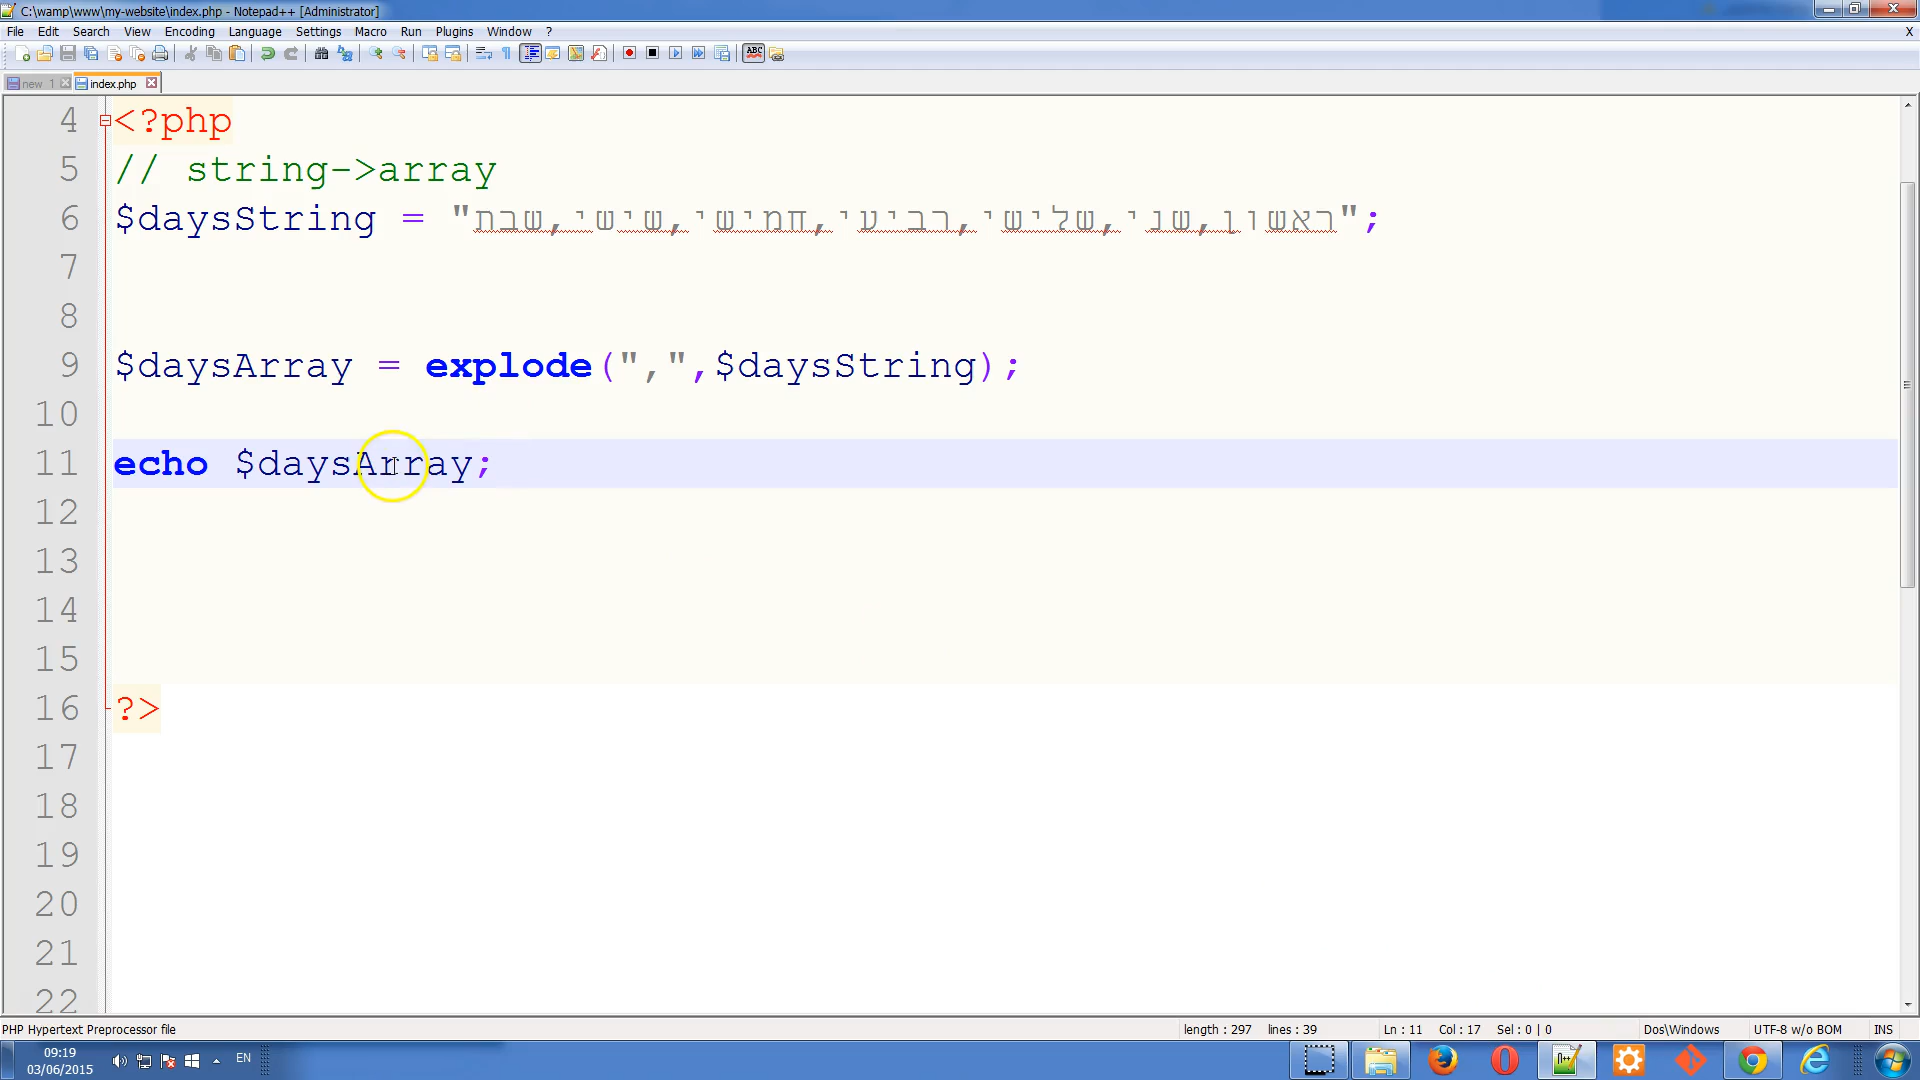 C:\wamp\www\my-website\index.php - Notepad++ [Administrator]
File Edit Search View Encoding Language Settings Macro Run Plugins Window ? X
new 1 index.php
4 <?php
5 // string->array
6 $daysString = "ראשון,שני,שלישי,רביעי,חמישי,שישי,שבת";
7
8
9 $daysArray = explode(",",$daysString);
10
11 echo $daysArray;
12
13
14
15
16 ?>
17
18
19
20
21
22
PHP Hypertext Preprocessor file length : 297 lines : 39 Ln : 11 Col : 17 Sel : 0 | 0 Dos\Windows UTF-8 w/o BOM INS
09:19 EN
03/06/2015